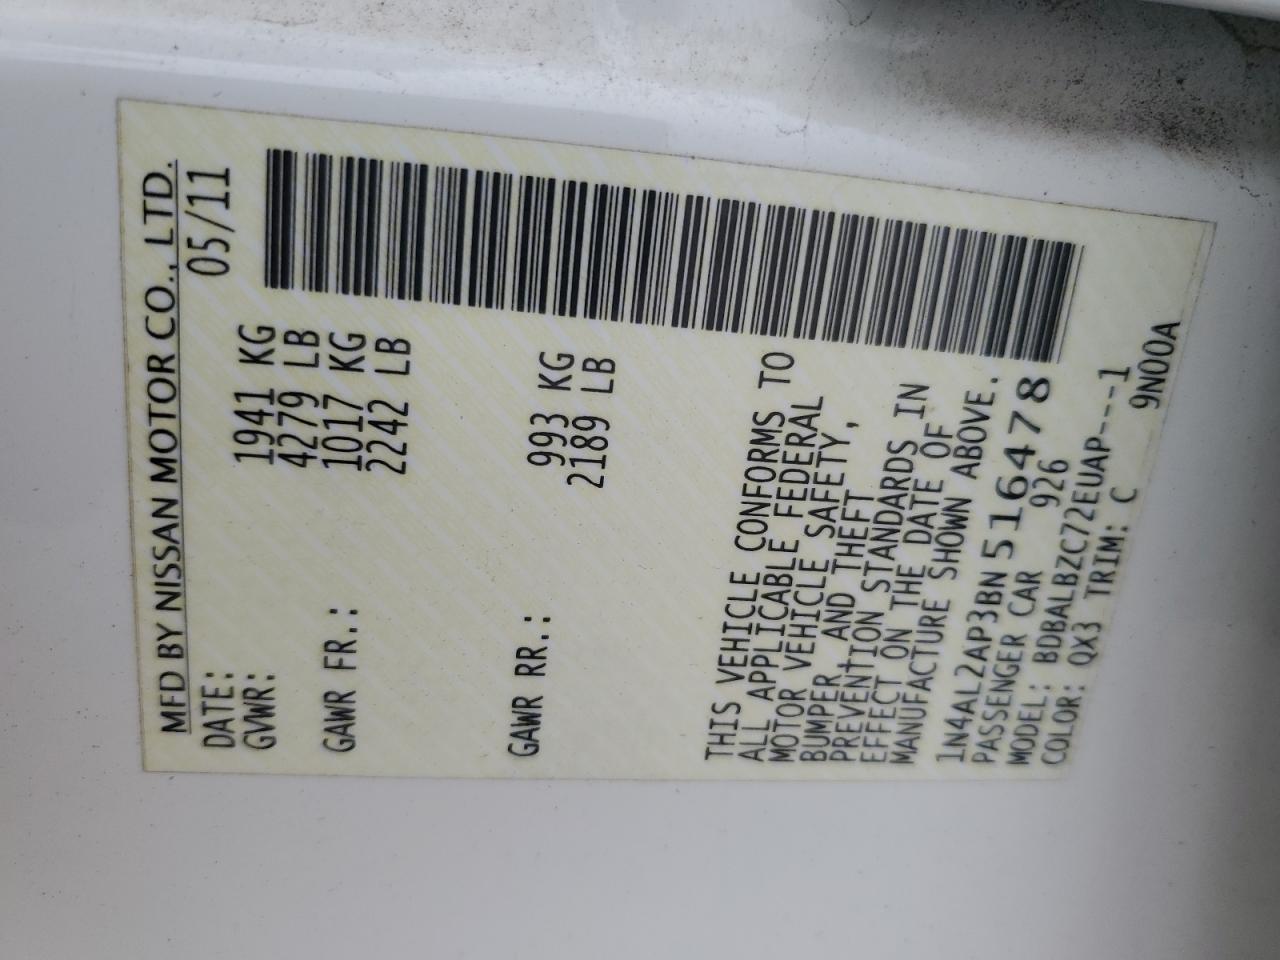 MFD BY NISSAN MOTOR CO., LTD.
DATE: 05/11
GVWR: 1941 KG
4279 LB
GAWR FR.: 1017 KG
2242 LB
GAWR RR.: 993 KG
2189 LB
THIS VEHICLE CONFORMS TO
ALL APPLICABLE FEDERAL
MOTOR VEHICLE SAFETY,
BUMPER, AND THEFT
PREVENTION STANDARDS IN
EFFECT ON THE DATE OF
MANUFACTURE SHOWN ABOVE.
1N4AL2AP3BN516478
PASSENGER CAR 926
MODEL: BDBALBZC72EUAP----1
COLOR: QX3 TRIM: C 9N00A